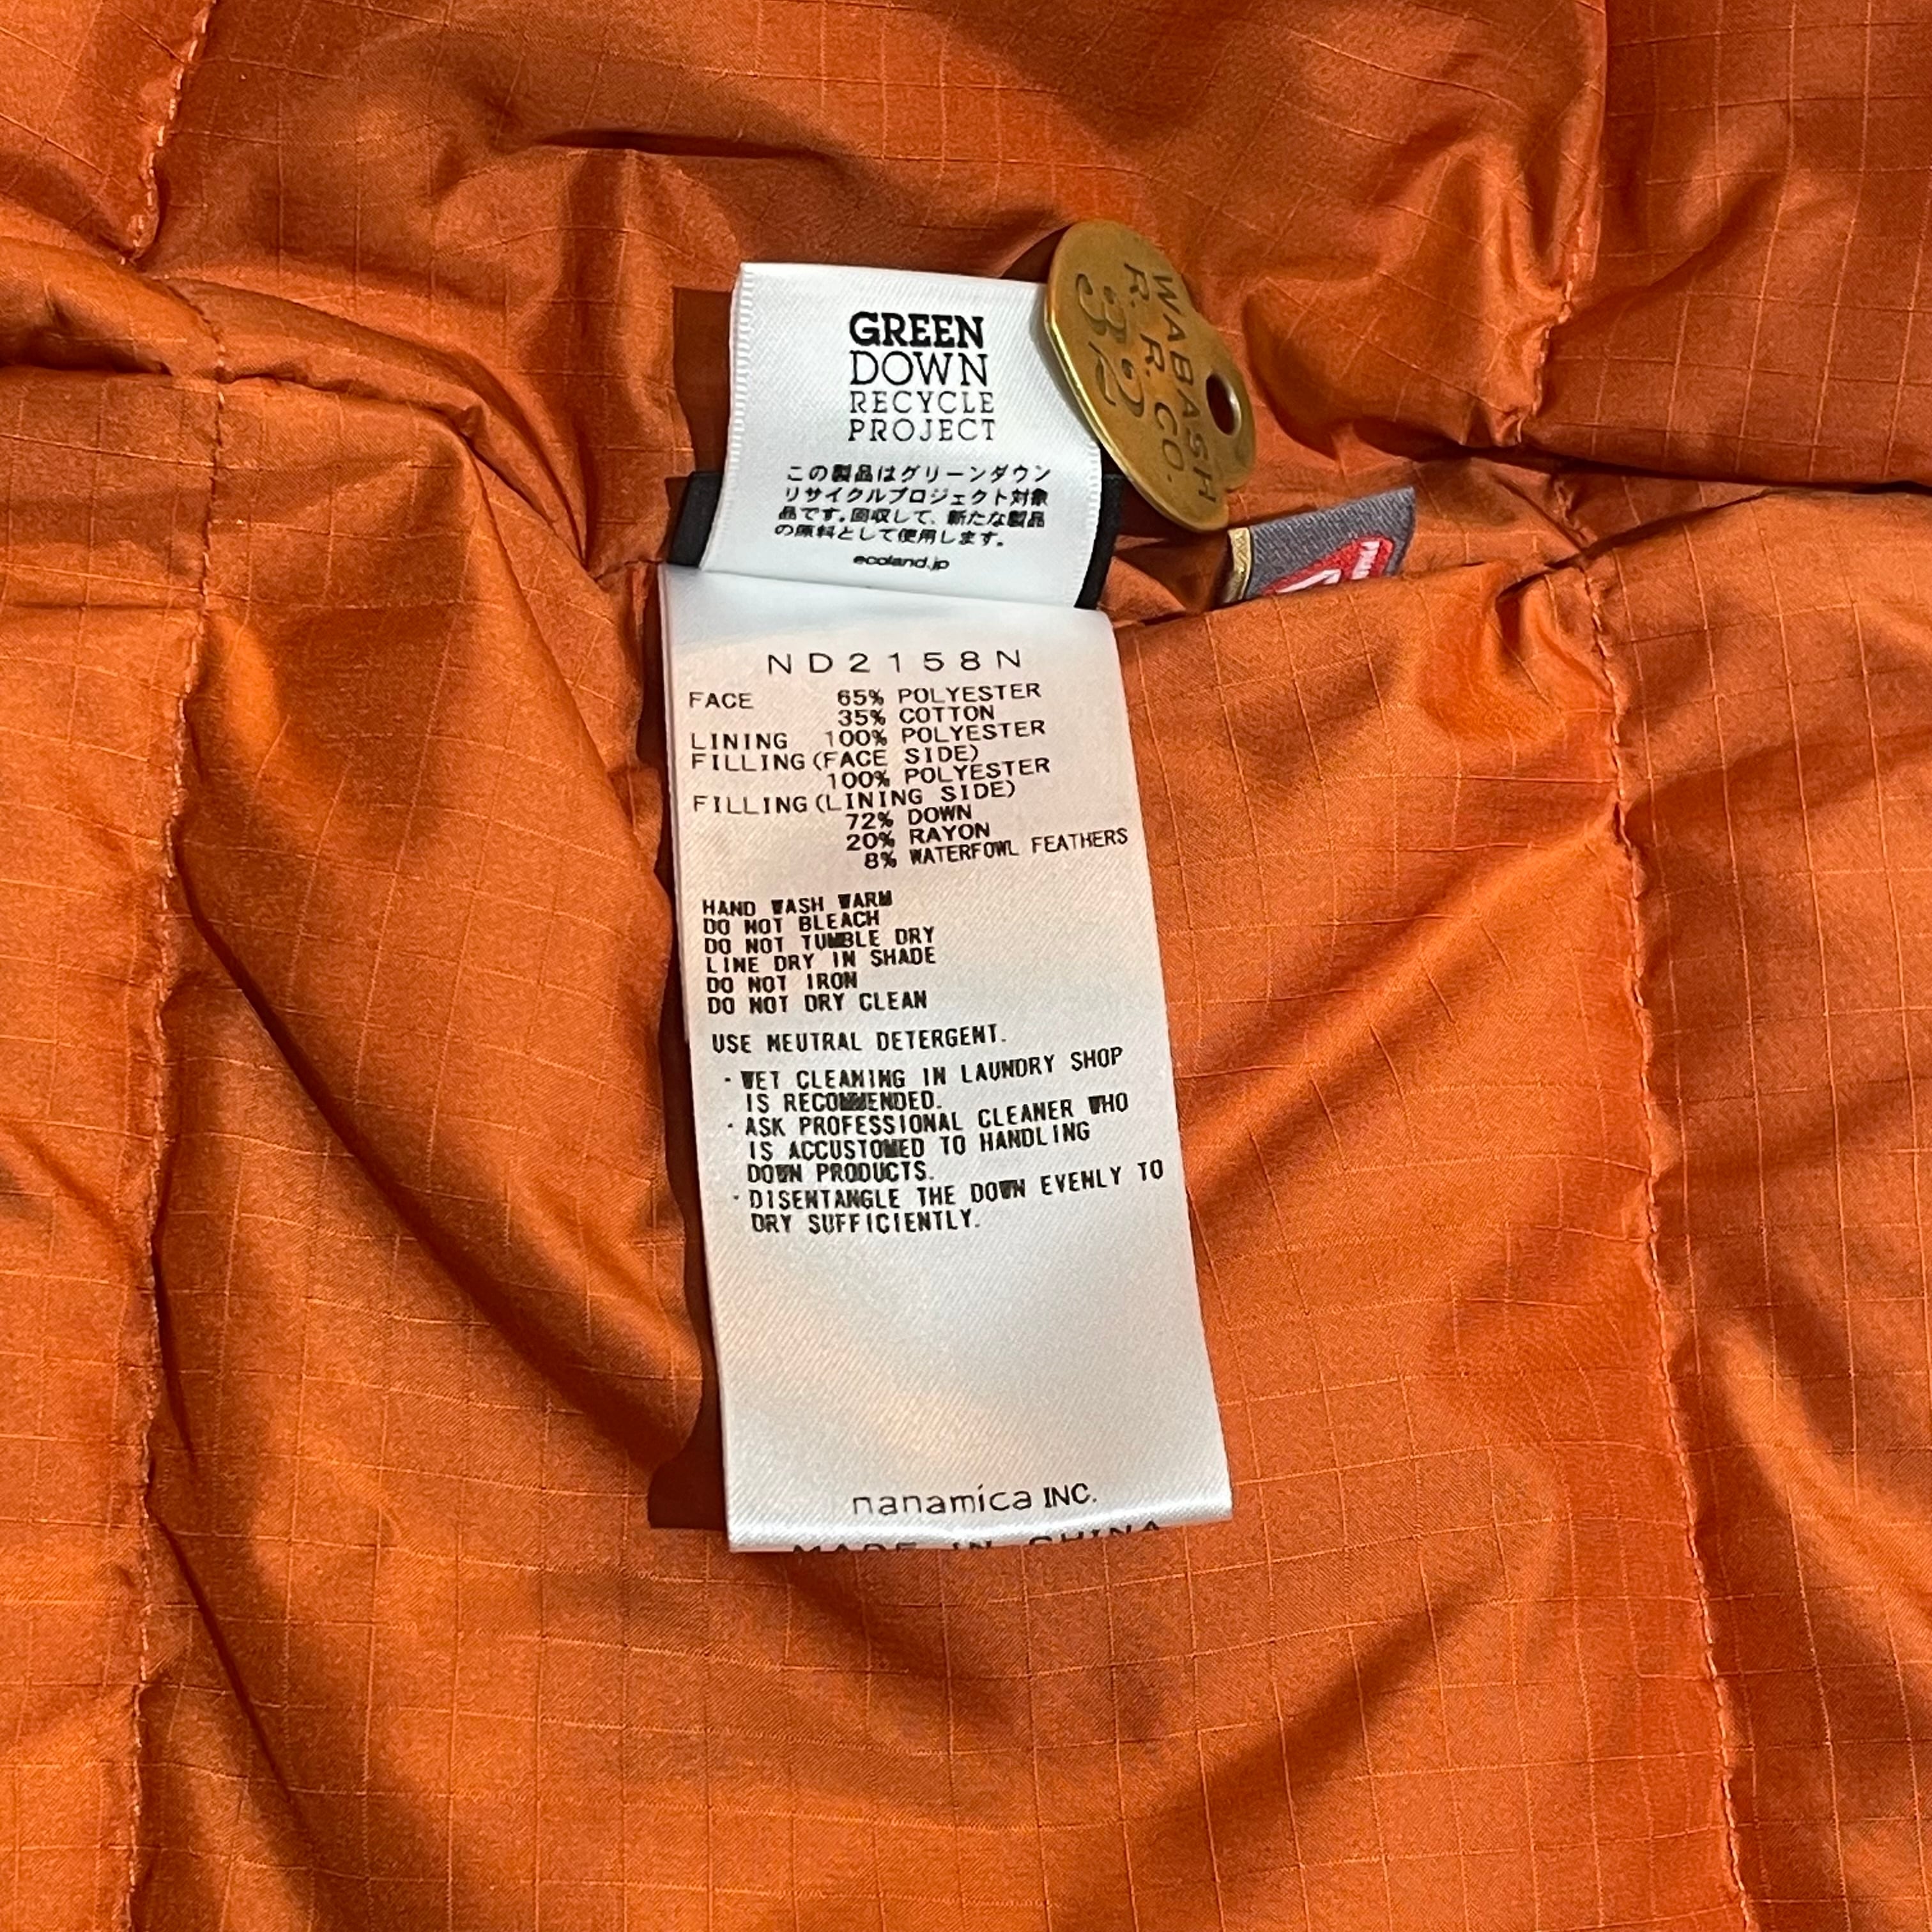 GREEN
DOWN
RECYCLE
PROJECT
この製品はグリーンダウン
リサイクルプロジェクト対象
品です。回収して、新たな製品
の原料として使用します。
ecoland.jp
WABASH
R.R.CO.
32
ND2158N
FACE 65% POLYESTER
35% COTTON
LINING 100% POLYESTER
FILLING(FACE SIDE)
100% POLYESTER
FILLING(LINING SIDE)
72% DOWN
20% RAYON
8% WATERFOWL FEATHERS
HAND WASH WARM
DO NOT BLEACH
DO NOT TUMBLE DRY
LINE DRY IN SHADE
DO NOT IRON
DO NOT DRY CLEAN
USE NEUTRAL DETERGENT.
・WET CLEANING IN LAUNDRY SHOP
IS RECOMMENDED.
・ASK PROFESSIONAL CLEANER WHO
IS ACCUSTOMED TO HANDLING
DOWN PRODUCTS.
・DISENTANGLE THE DOWN EVENLY TO
DRY SUFFICIENTLY.
nanamica INC.
MADE IN CHINA